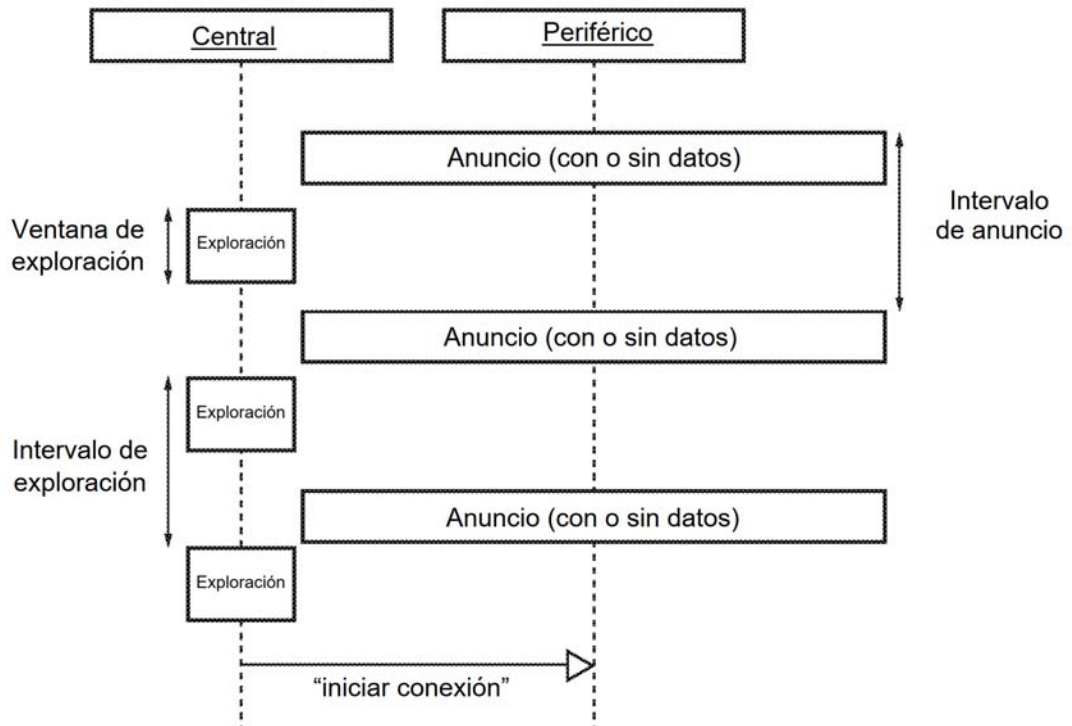 Central
Periférico
Anuncio (con o sin datos)
Intervalo
de anuncio
Ventana de
exploración
Exploración
Anuncio (con o sin datos)
Exploración
Intervalo de
exploración
Anuncio (con o sin datos)
Exploración
“iniciar conexión”